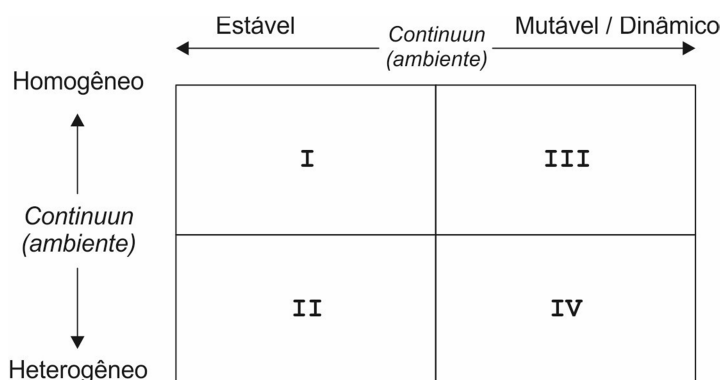 Estável
Continuun
(ambiente)
Mutável / Dinâmico
Homogêneo
I
III
Continuun
(ambiente)
II
IV
Heterogêneo